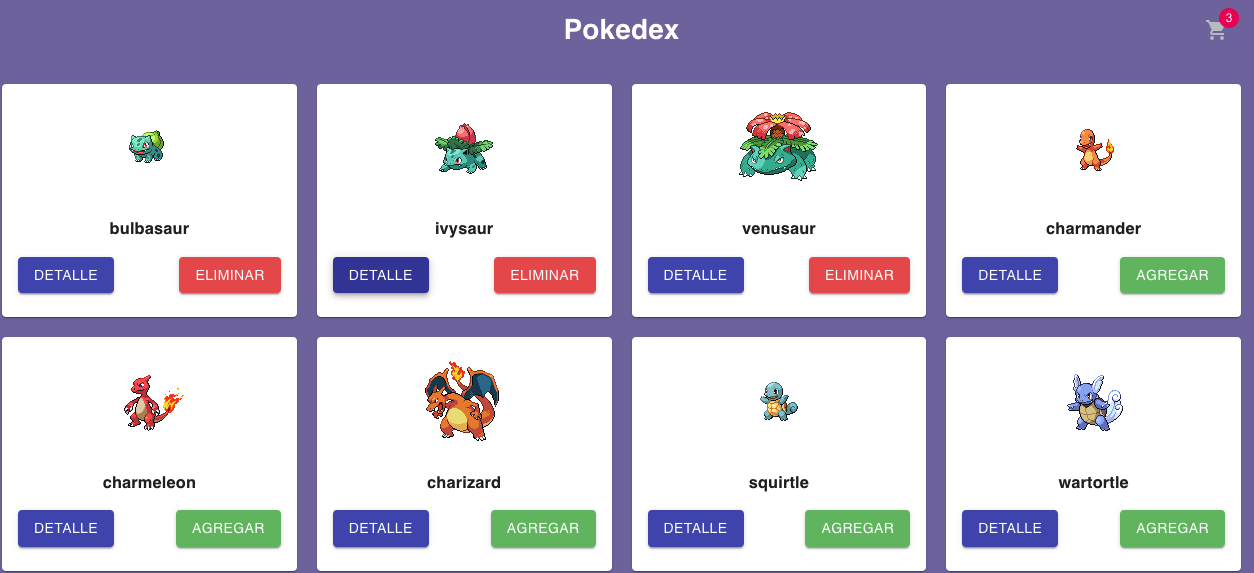 Pokedex
3
bulbasaur
ivysaur
venusaur
charmander
DETALLE
ELIMINAR
DETALLE
ELIMINAR
DETALLE
ELIMINAR
DETALLE
AGREGAR
charmeleon
charizard
squirtle
wartortle
DETALLE
AGREGAR
DETALLE
AGREGAR
DETALLE
AGREGAR
DETALLE
AGREGAR